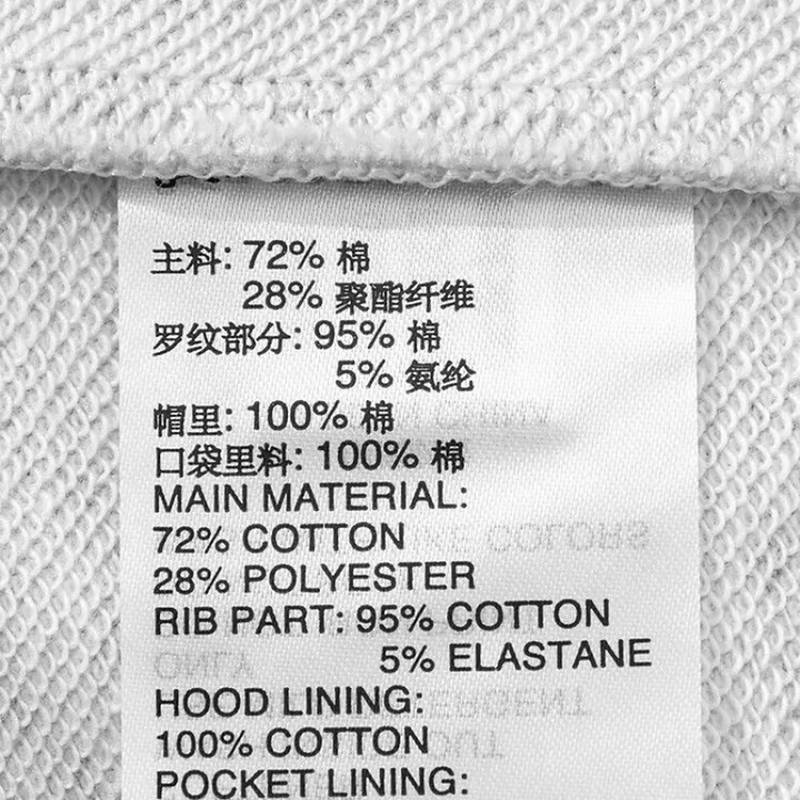 主料: 72% 棉
28% 聚酯纤维
罗纹部分: 95% 棉
5% 氨纶
帽里: 100% 棉
口袋里料: 100% 棉
MAIN MATERIAL:
72% COTTON
28% POLYESTER
RIB PART: 95% COTTON
5% ELASTANE
HOOD LINING:
100% COTTON
POCKET LINING: